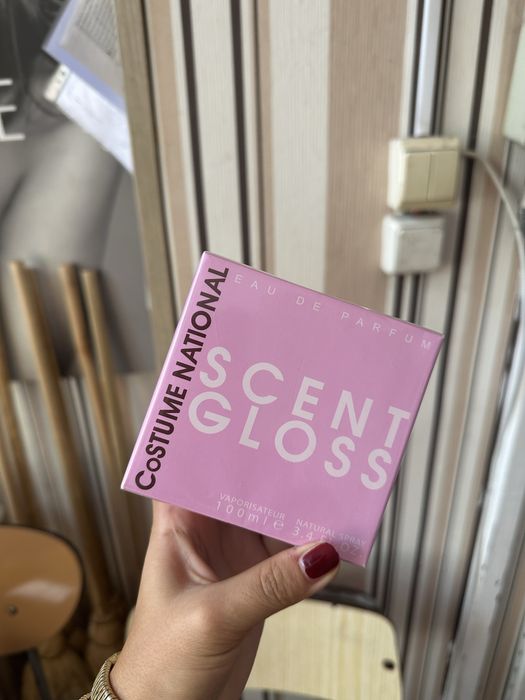 EAU DE PARFUM
CoSTUME NATIONAL
SCENT
GLOSS
VAPORISATEUR NATURAL SPRAY
100ml e 3.4 FL.OZ
E